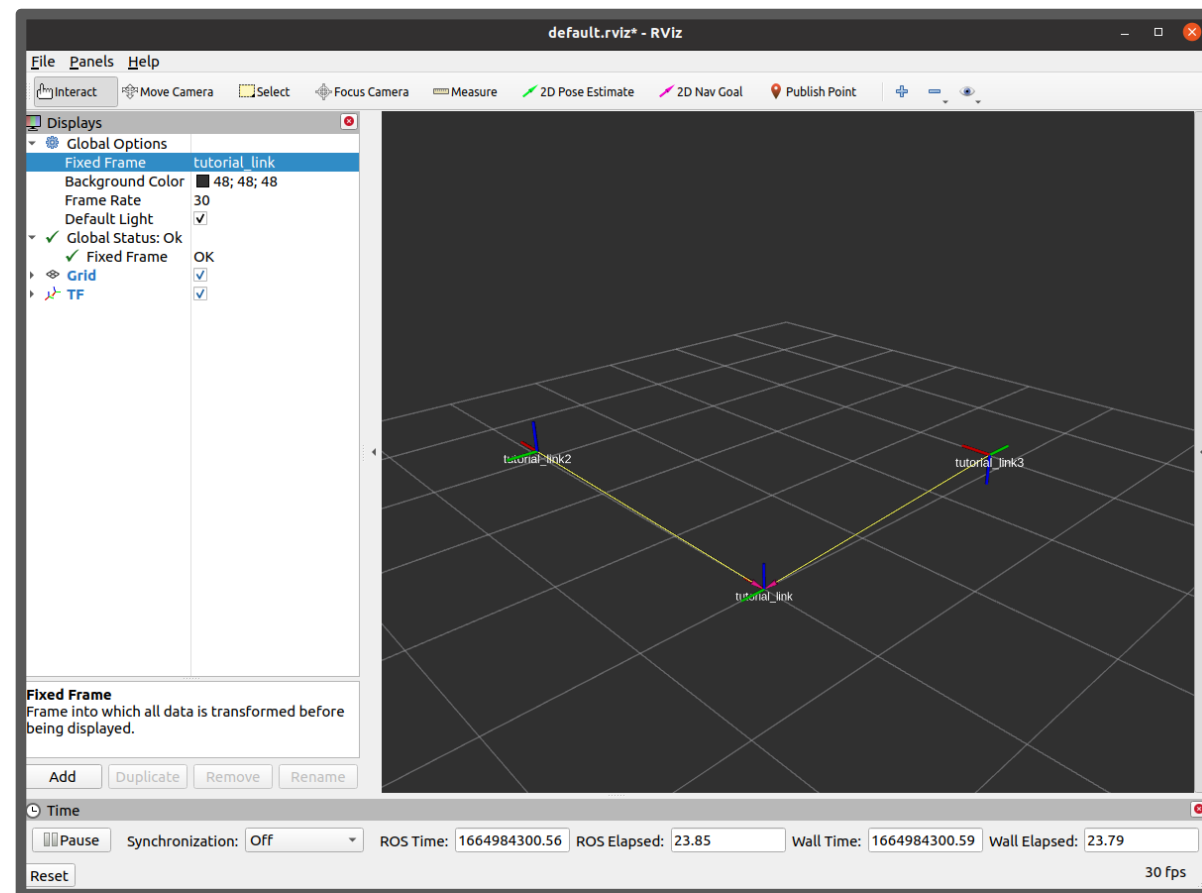 default.rviz* - RViz
File Panels Help
Interact Move Camera Select Focus Camera Measure 2D Pose Estimate 2D Nav Goal Publish Point
Displays
Global Options
Fixed Frame tutorial_link
Background Color 48; 48; 48
Frame Rate 30
Default Light
Global Status: Ok
Fixed Frame OK
Grid
TF
tutorial_link2
tutorial_link3
tutorial_link
Fixed Frame
Frame into which all data is transformed before
being displayed.
Add Duplicate Remove Rename
Time
Pause Synchronization: Off ROS Time: 1664984300.56 ROS Elapsed: 23.85 Wall Time: 1664984300.59 Wall Elapsed: 23.79
Reset 30 fps